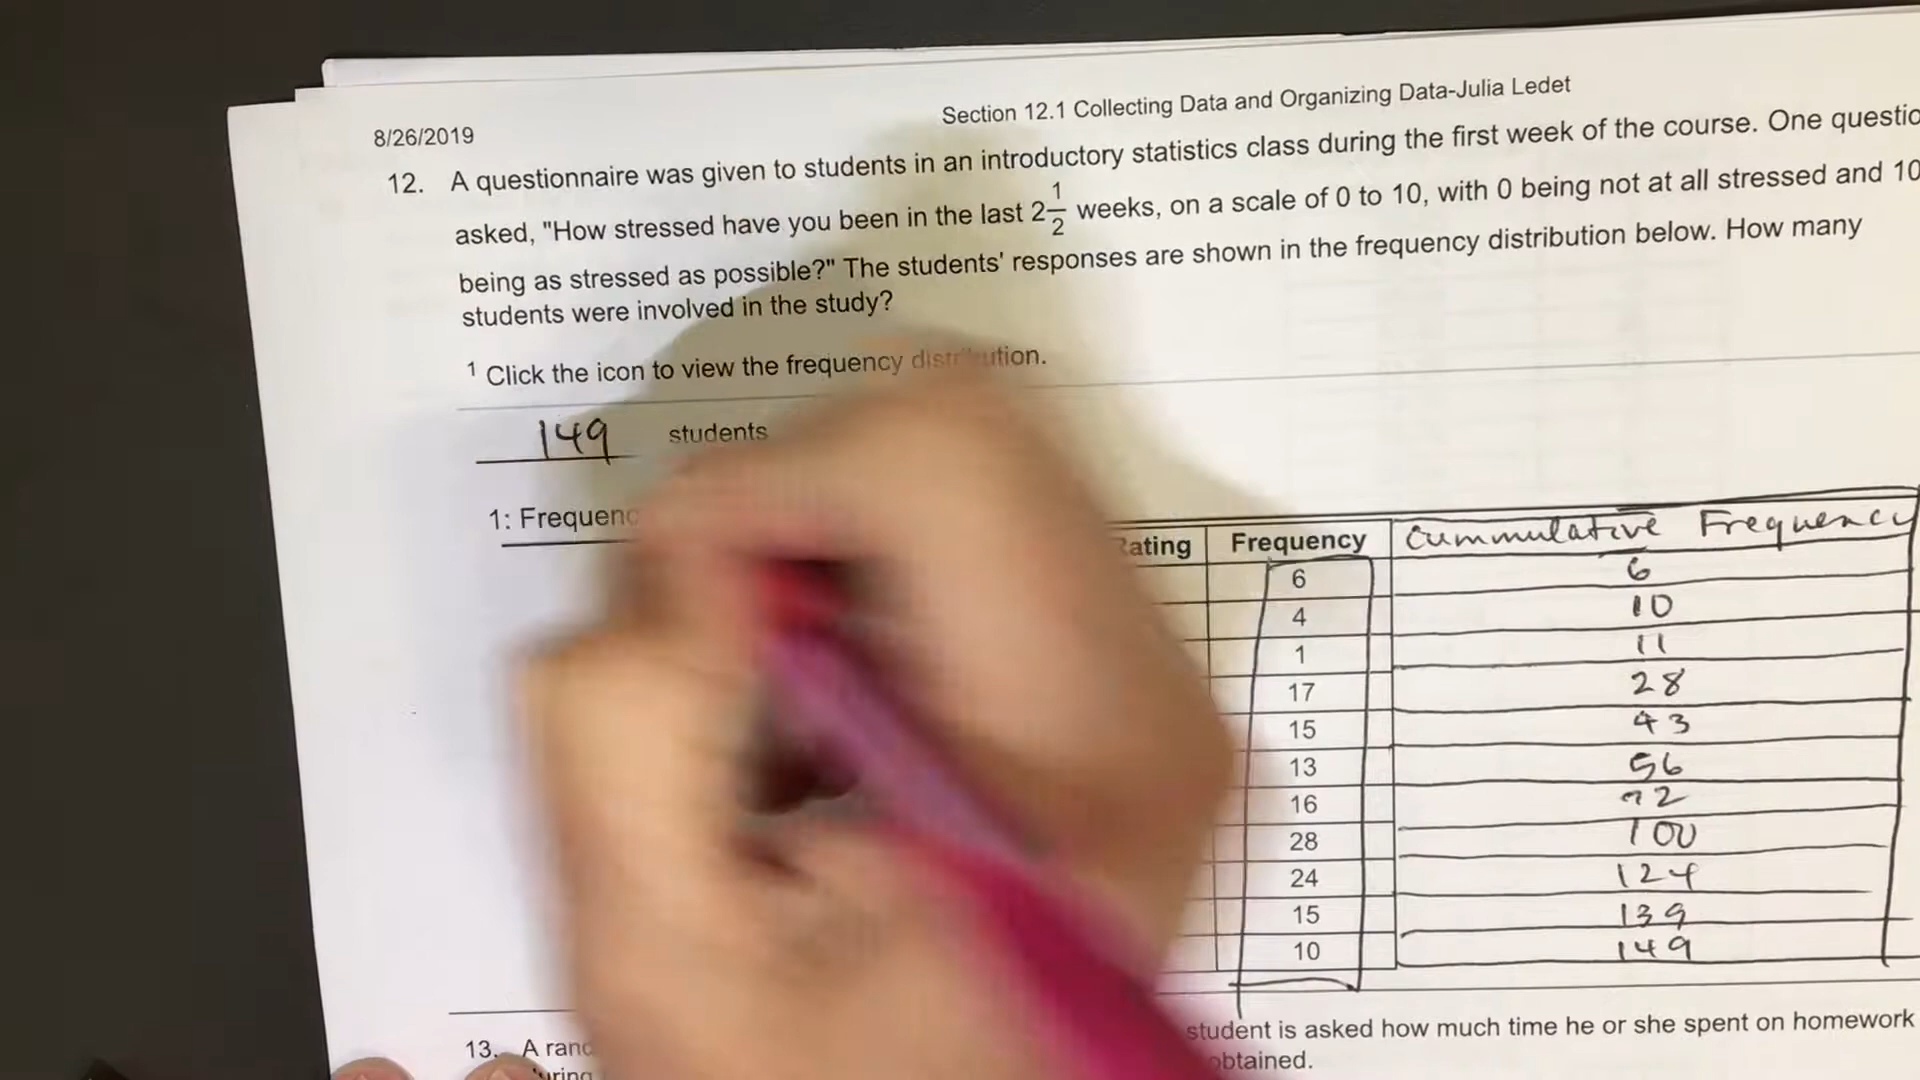 Section 12.1 Collecting Data and Organizing Data-Julia Ledet
8/26/2019
12. A questionnaire was given to students in an introductory statistics class during the first week of the course. One questio
asked, "How stressed have you been in the last 2 1/2 weeks, on a scale of 0 to 10, with 0 being not at all stressed and 10
being as stressed as possible?" The students' responses are shown in the frequency distribution below. How many
students were involved in the study?
1 Click the icon to view the frequency distribution.
149 students
1: Frequenc
Rating Frequency Cummulative Frequency
6 6
4 10
1 11
17 28
15 43
13 56
16 72
28 100
24 124
15 139
10 149
13. A ran student is asked how much time he or she spent on homework
obtained.